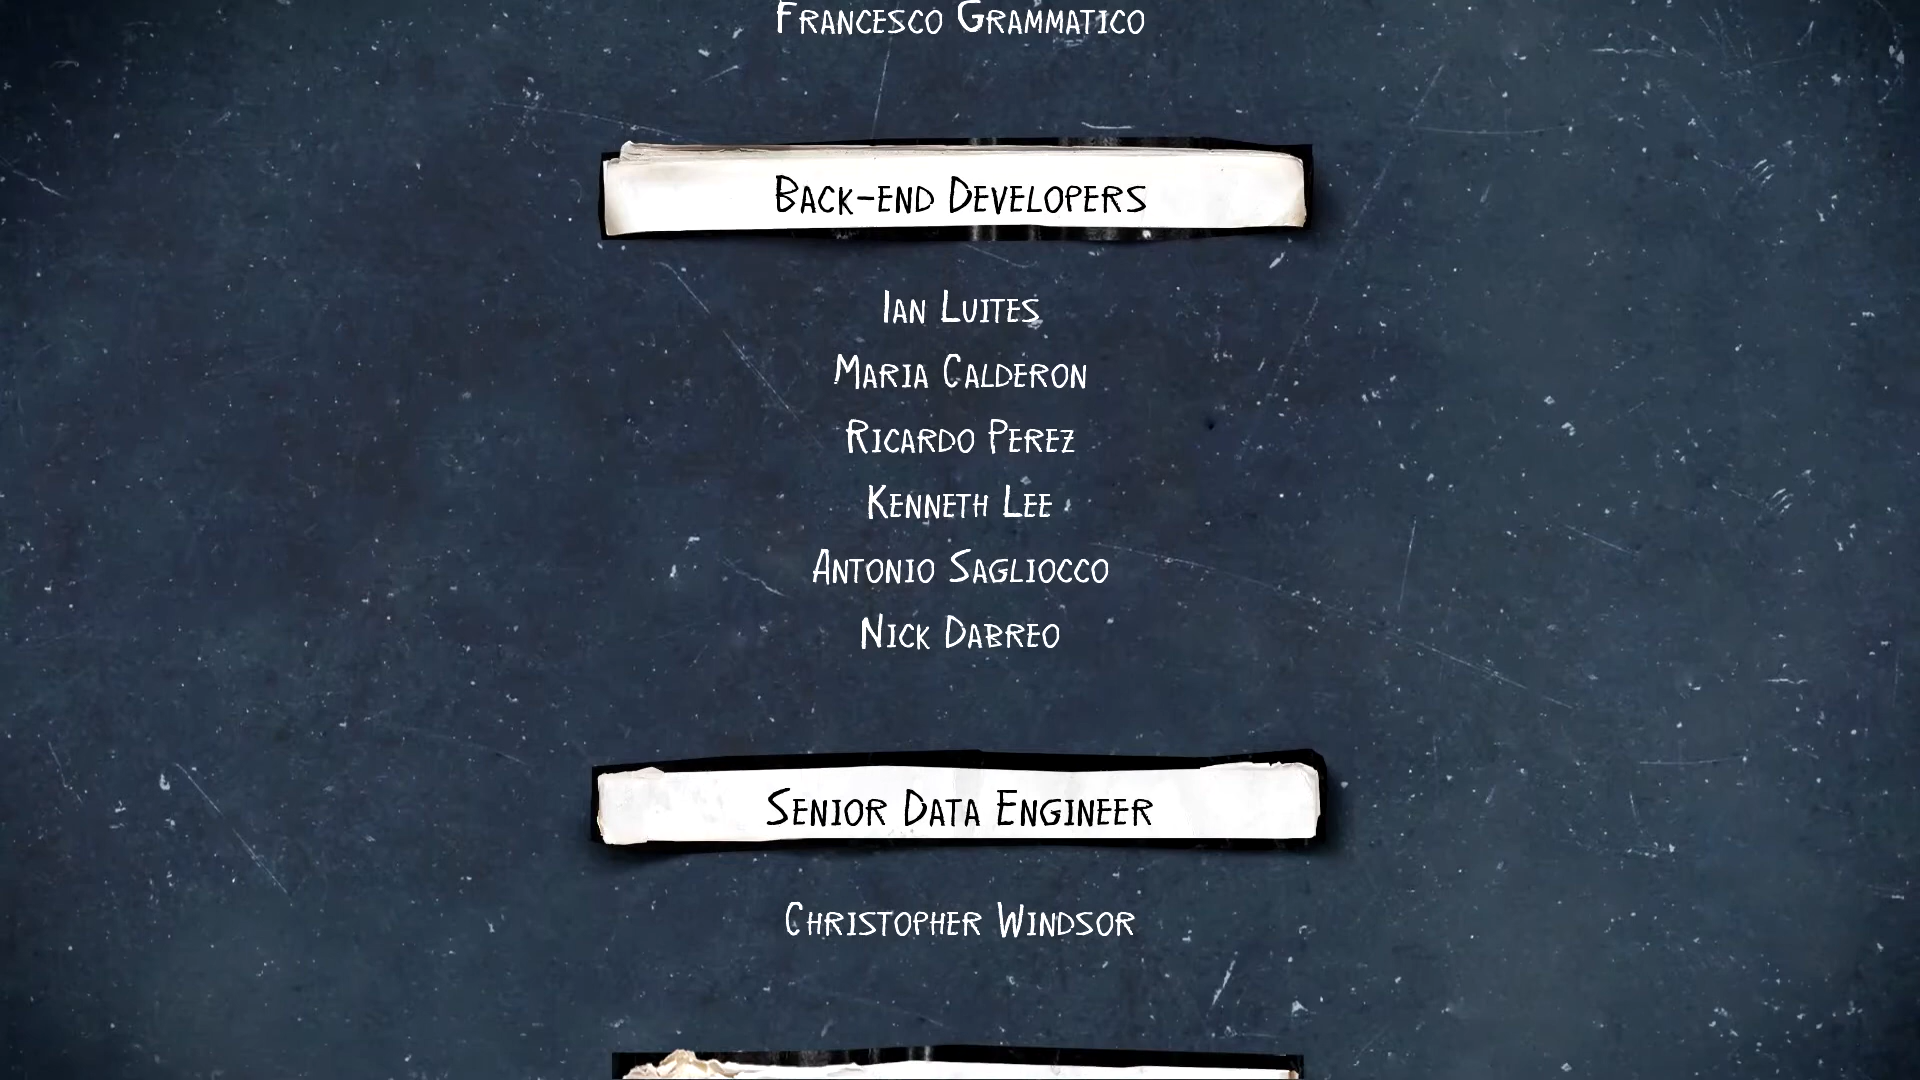 Francesco Grammatico
Back-end Developers
Ian Luites
Maria Calderon
Ricardo Perez
Kenneth Lee
Antonio Sagliocco
Nick Dabreo
Senior Data Engineer
Christopher Windsor